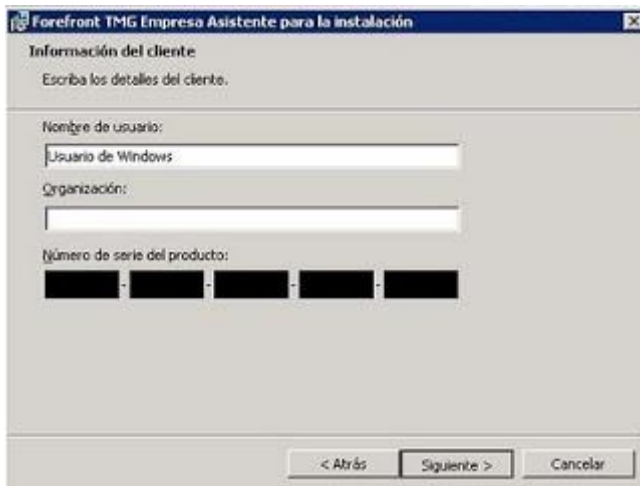 Forefront TMG Empresa Asistente para la instalación
Información del cliente
Escriba los detalles del cliente.
Nombre de usuario:
Usuario de Windows
Organización:
Número de serie del producto:
- - - -
< Atrás Siguiente > Cancelar